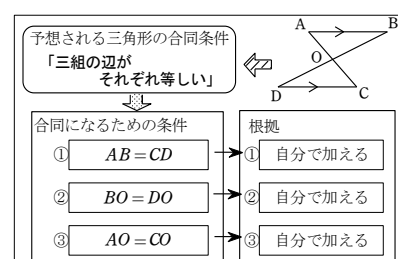 予想される三角形の合同条件
「三組の辺が
それぞれ等しい」
A
B
O
D
C
合同になるための条件
根拠
① AB=CD
① 自分で加える
② BO=DO
② 自分で加える
③ AO=CO
③ 自分で加える